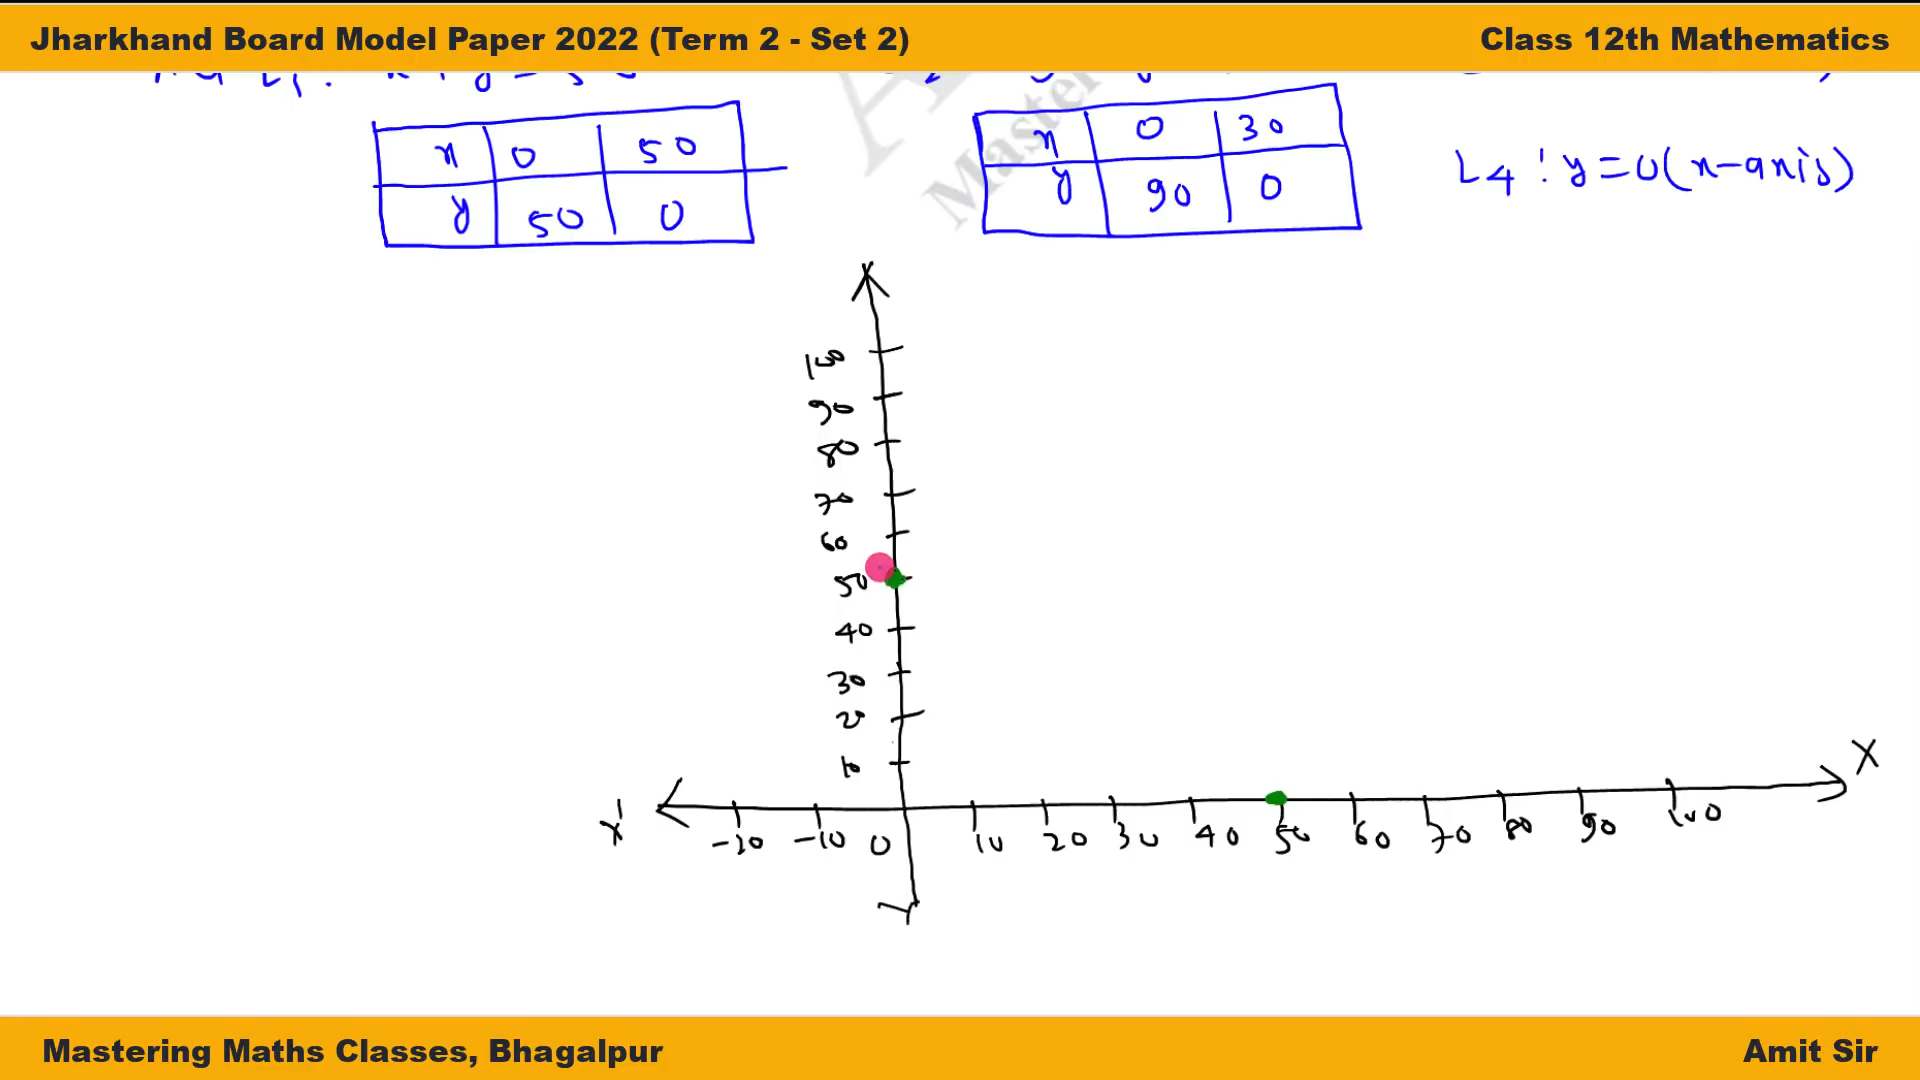 Jharkhand Board Model Paper 2022 (Term 2 - Set 2)
Class 12th Mathematics
x 0 50
y 50 0
x 0 30
y 90 0
L4 : y=0(x-axis)
Master
90
80
70
60
50
40
30
20
10
X
X'
-20 -10 0 10 20 30 40 50 60 70 80 90 100
Mastering Maths Classes, Bhagalpur
Amit Sir